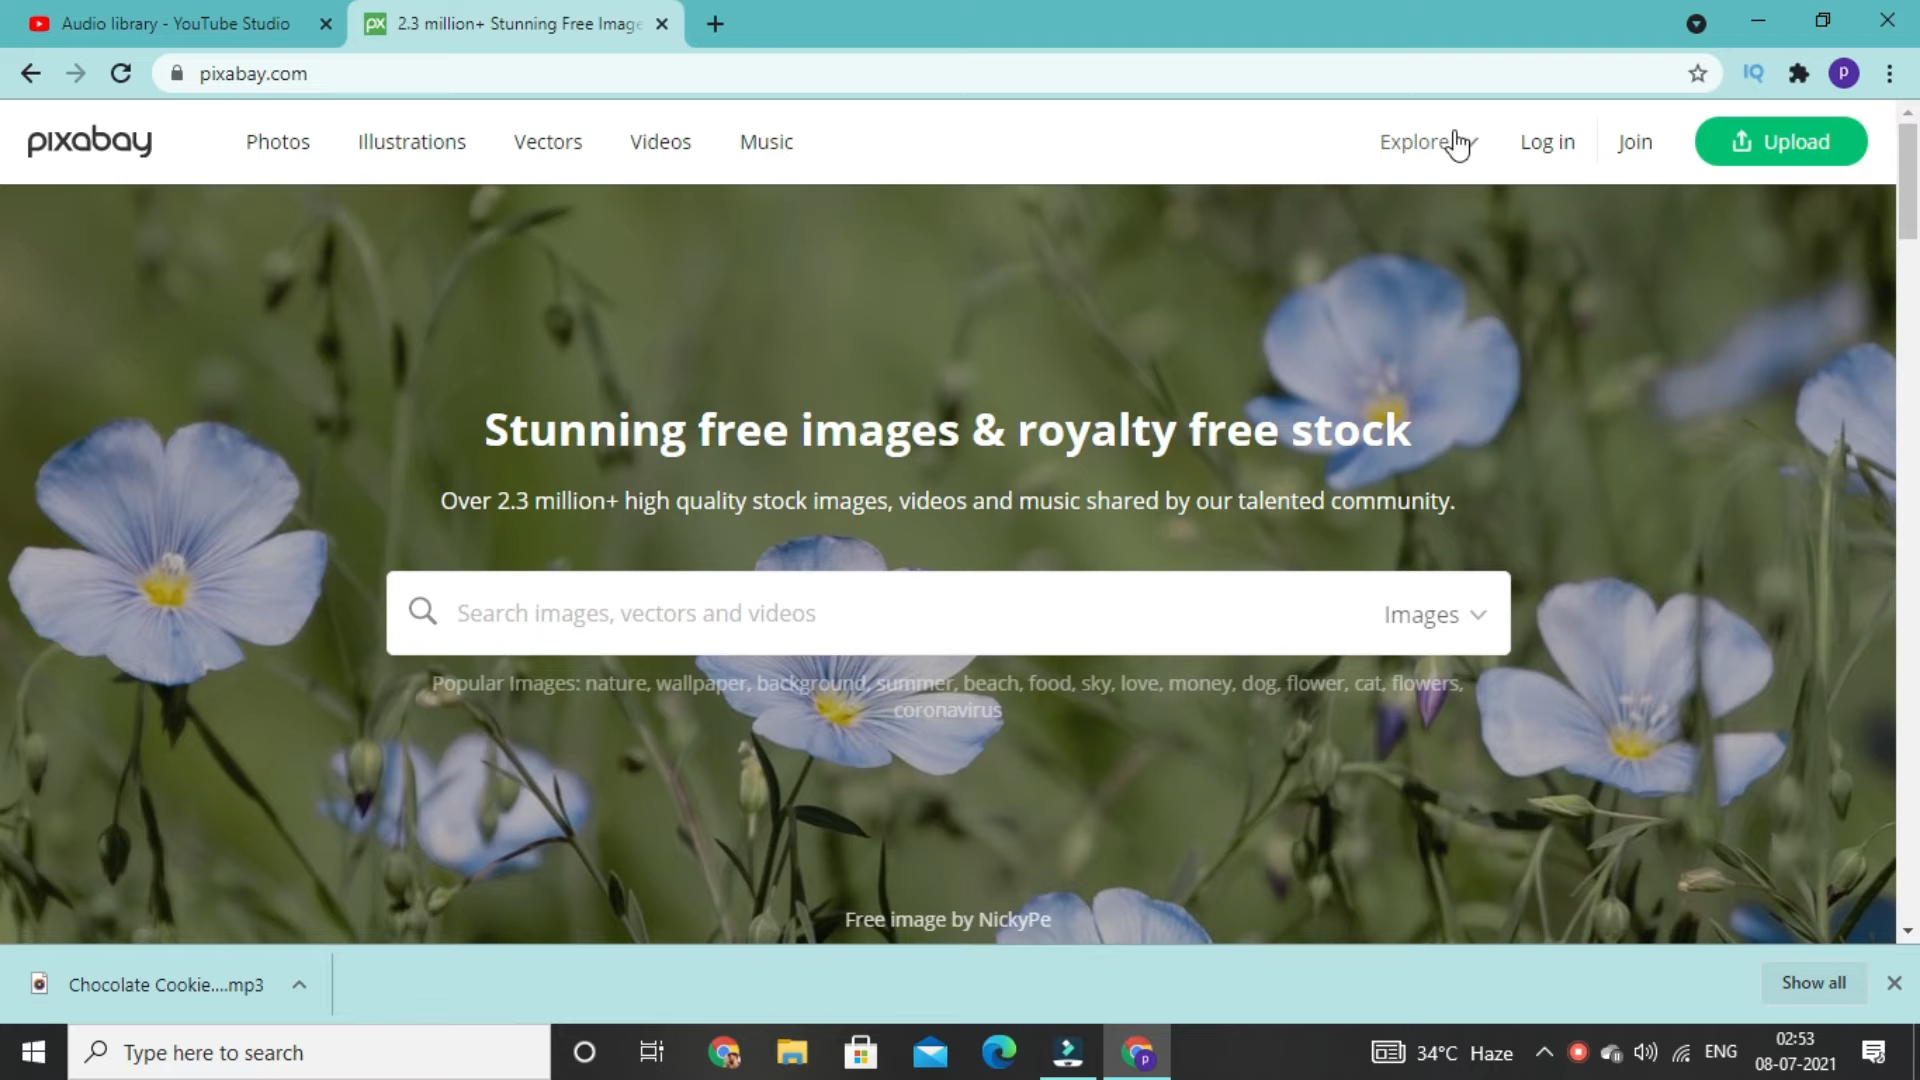 Audio library - YouTube Studio
px 2.3 million+ Stunning Free Image
pixabay.com
IQ
P
pixabay
Photos Illustrations Vectors Videos Music
Explore Log in Join Upload
Stunning free images & royalty free stock
Over 2.3 million+ high quality stock images, videos and music shared by our talented community.
Search images, vectors and videos Images
Popular Images: nature, wallpaper, background, summer, beach, food, sky, love, money, dog, flower, cat, flowers,
coronavirus
Free image by NickyPe
Chocolate Cookie....mp3
Show all
Type here to search
P
34°C Haze
ENG
02:53
08-07-2021